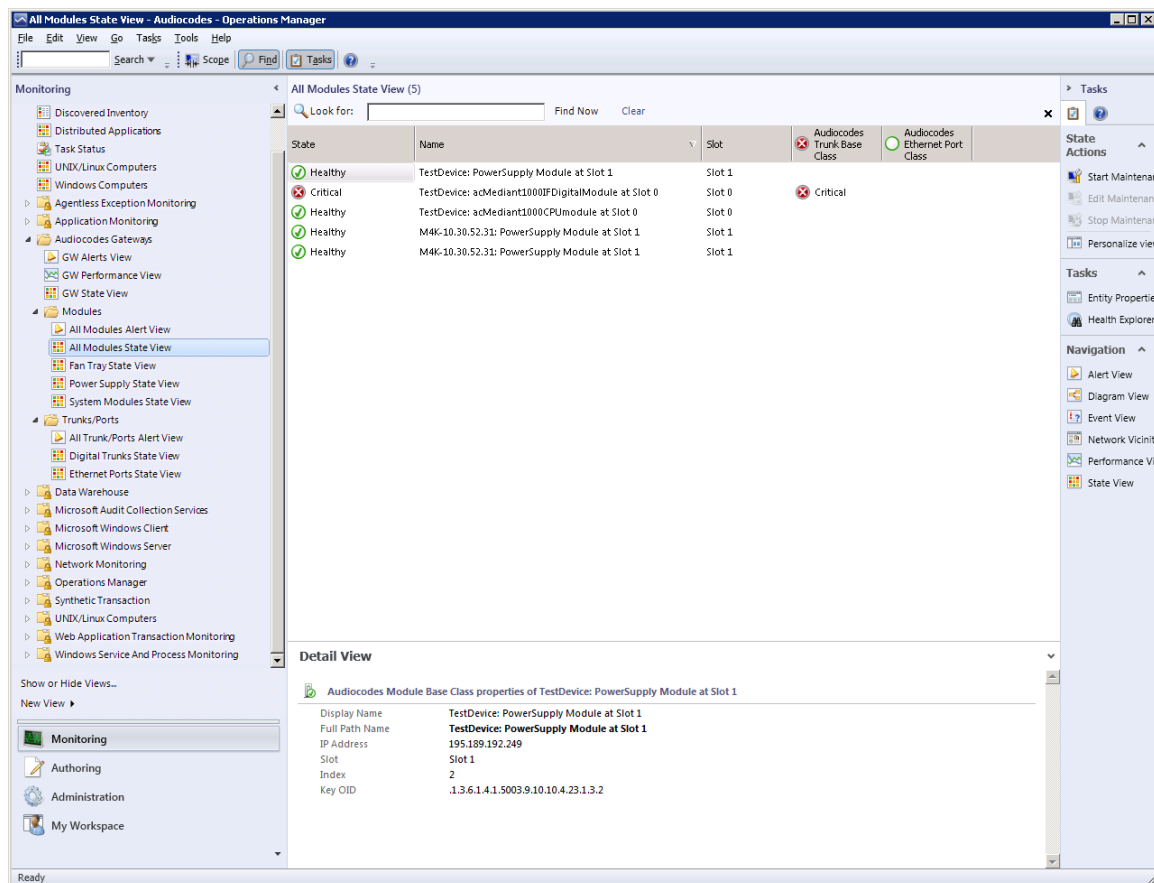 All Modules State View - Audiocodes - Operations Manager
File Edit View Go Tasks Tools Help
Search Scope Find Tasks
Monitoring
Discovered Inventory
Distributed Applications
Task Status
UNIX/Linux Computers
Windows Computers
Agentless Exception Monitoring
Application Monitoring
Audiocodes Gateways
GW Alerts View
GW Performance View
GW State View
Modules
All Modules Alert View
All Modules State View
Fan Tray State View
Power Supply State View
System Modules State View
Trunks/Ports
All Trunk/Ports Alert View
Digital Trunks State View
Ethernet Ports State View
Data Warehouse
Microsoft Audit Collection Services
Microsoft Windows Client
Microsoft Windows Server
Network Monitoring
Operations Manager
Synthetic Transaction
UNIX/Linux Computers
Web Application Transaction Monitoring
Windows Service And Process Monitoring
Show or Hide Views...
New View
Monitoring
Authoring
Administration
My Workspace
All Modules State View (5)
Look for: Find Now Clear
State Name Slot Audiocodes Trunk Base Class Audiocodes Ethernet Port Class
Healthy TestDevice: PowerSupply Module at Slot 1 Slot 1
Critical TestDevice: acMediant1000IFDigitalModule at Slot 0 Slot 0 Critical
Healthy TestDevice: acMediant1000CPUmodule at Slot 0 Slot 0
Healthy M4K-10.30.52.31: PowerSupply Module at Slot 1 Slot 1
Healthy M4K-10.30.52.31: PowerSupply Module at Slot 1 Slot 1
Detail View
Audiocodes Module Base Class properties of TestDevice: PowerSupply Module at Slot 1
Display Name TestDevice: PowerSupply Module at Slot 1
Full Path Name TestDevice: PowerSupply Module at Slot 1
IP Address 195.189.192.249
Slot Slot 1
Index 2
Key OID .1.3.6.1.4.1.5003.9.10.10.4.23.1.3.2
Tasks
State Actions
Start Maintenan
Edit Maintenan
Stop Maintenan
Personalize view
Tasks
Entity Propertie
Health Explorer
Navigation
Alert View
Diagram View
Event View
Network Vicinit
Performance Vi
State View
Ready